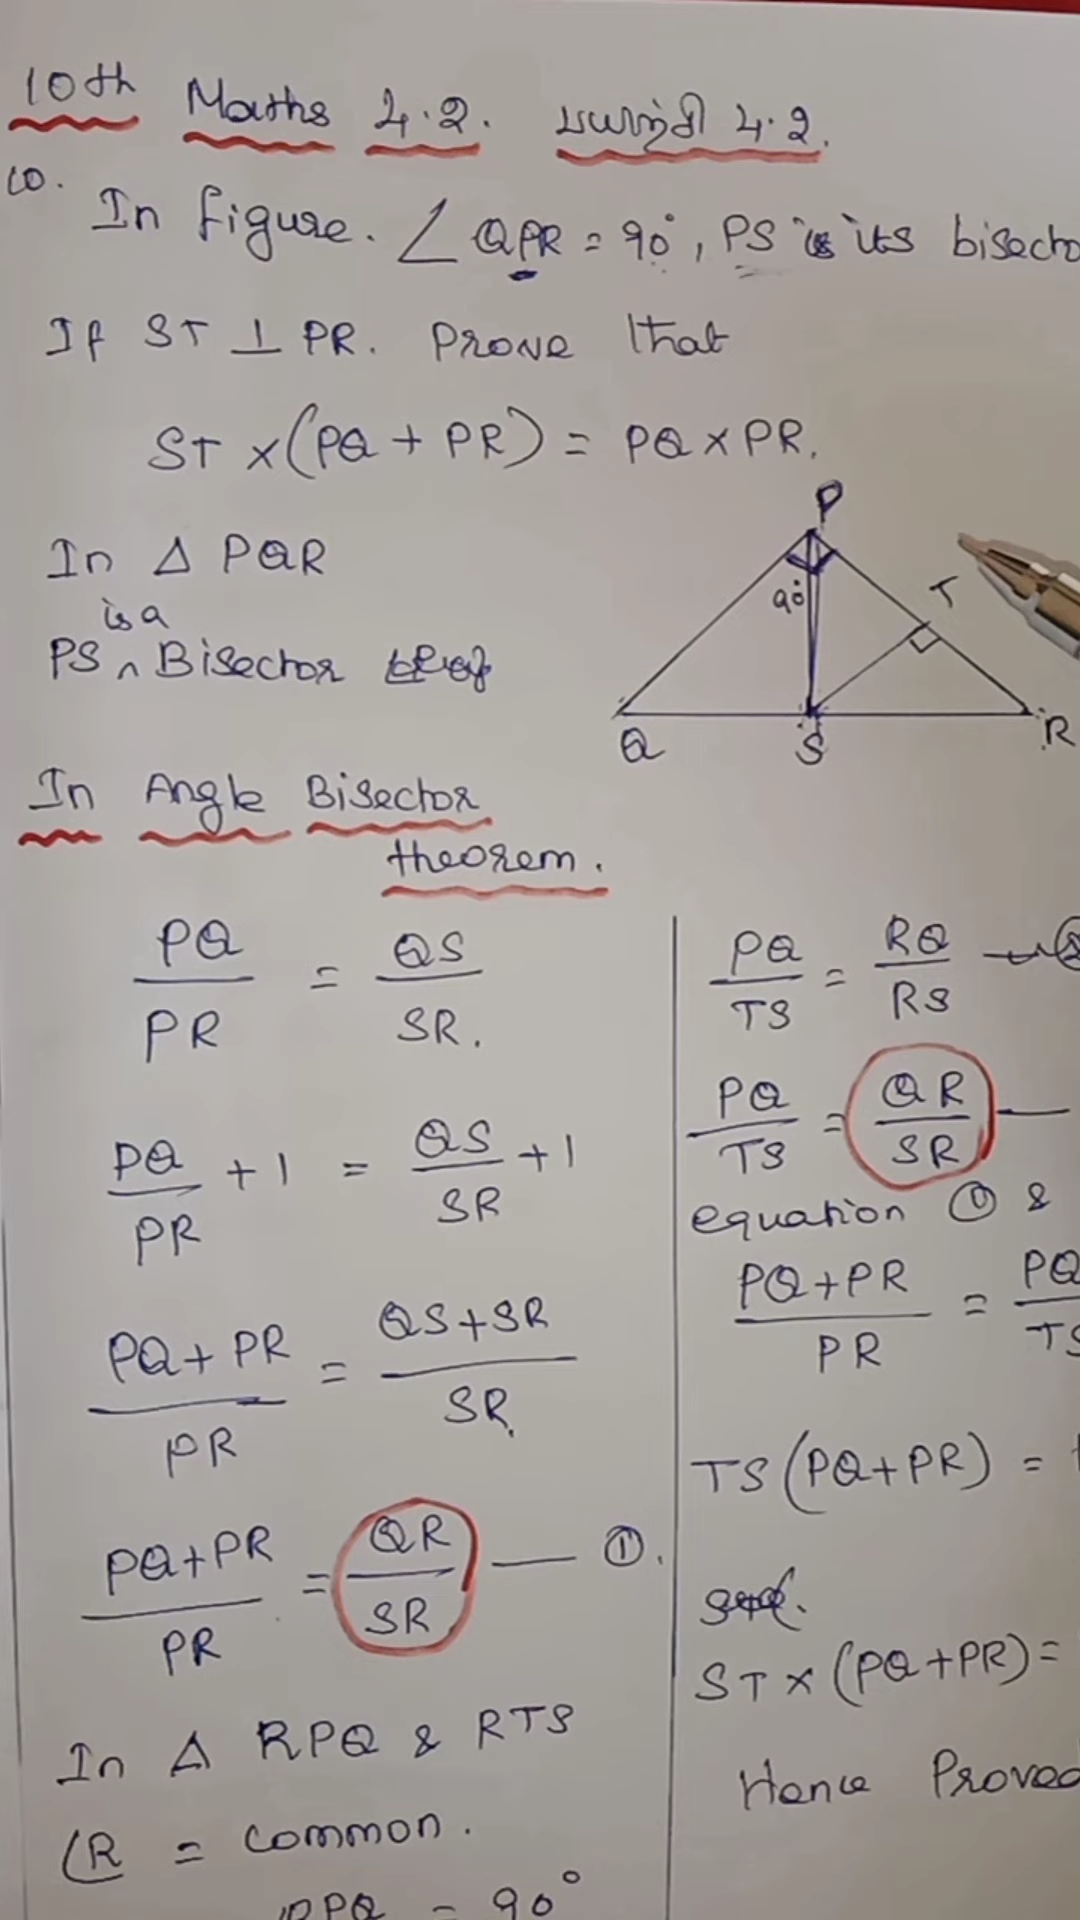 10th Maths 4.2. பயிற்சி 4.2.
10. In figure. ∠QPR = 90°, PS is its bisecto
If ST ⊥ PR. Prove that
ST × (PQ + PR) = PQ × PR.
P
90°
T
Q
S
R
In Δ PQR
PS is a Bisector
In Angle Bisector
theorem.
PQ/PR = QS/SR.
PQ/PR + 1 = QS/SR + 1
PQ + PR/PR = QS + SR/SR
PQ + PR/PR = QR/SR — ①.
In Δ RPQ & RTS
∠R = common.
RPQ = 90°
PQ/TS = RQ/RS —
PQ/TS = QR/SR —
equation ① &
PQ + PR/PR = PQ/TS
TS (PQ + PR) =
ST × (PQ + PR) =
Hence Proved